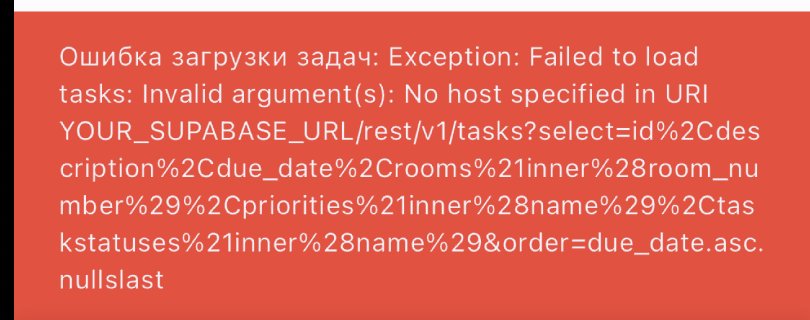 Ошибка загрузки задач: Exception: Failed to load
tasks: Invalid argument(s): No host specified in URI
YOUR_SUPABASE_URL/rest/v1/tasks?select=id%2Cdes
cription%2Cdue_date%2Crooms%21inner%28room_nu
mber%29%2Cpriorities%21inner%28name%29%2Ctas
kstatuses%21inner%28name%29&order=due_date.asc.
nullslast